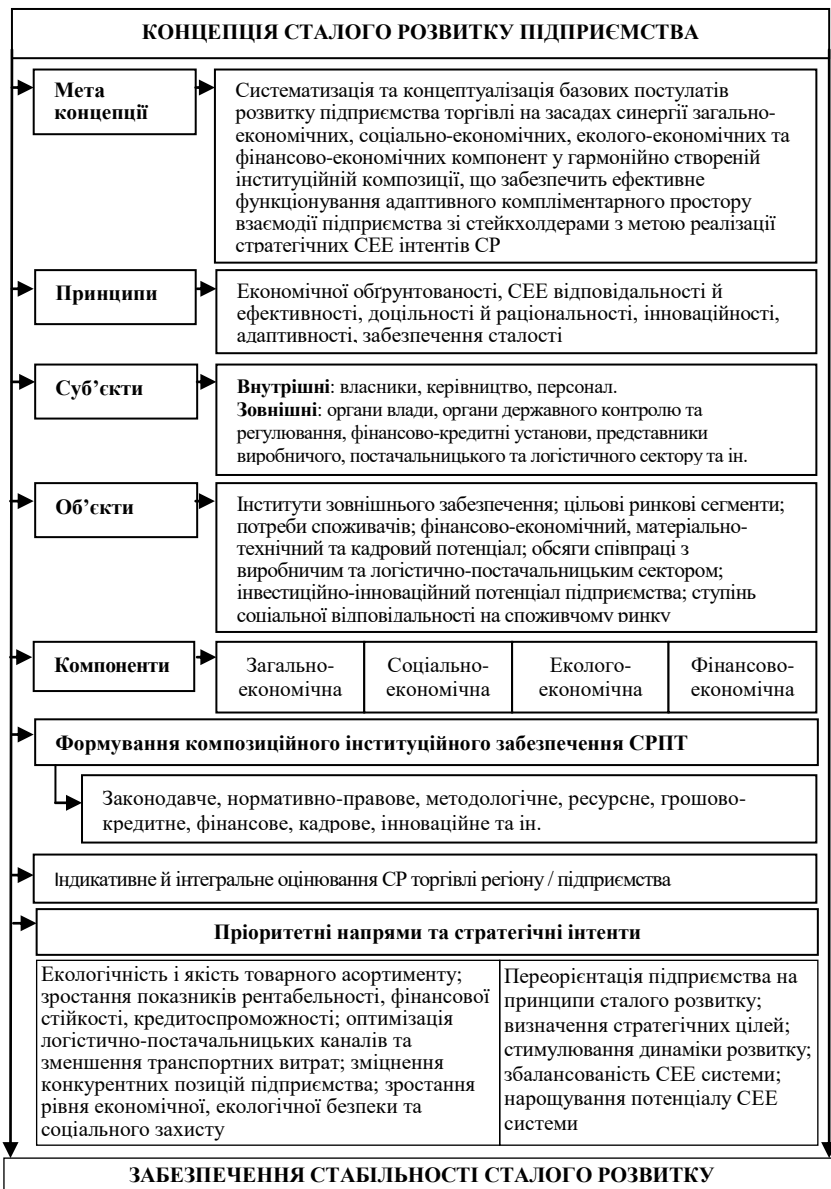 КОНЦЕПЦІЯ СТАЛОГО РОЗВИТКУ ПІДПРИЄМСТВА
Мета
концепції
Систематизація та концептуалізація базових постулатів
розвитку підприємства торгівлі на засадах синергії загально-
економічних, соціально-економічних, еколого-економічних та
фінансово-економічних компонент у гармонійно створеній
інституційній композиції, що забезпечить ефективне
функціонування адаптивного компліментарного простору
взаємодії підприємства зі стейкхолдерами з метою реалізації
стратегічних СЕЕ інтентів СР
Принципи
Економічної обґрунтованості, СЕЕ відповідальності й
ефективності, доцільності й раціональності, інноваційності,
адаптивності, забезпечення сталості
Суб’єкти
Внутрішні: власники, керівництво, персонал.
Зовнішні: органи влади, органи державного контролю та
регулювання, фінансово-кредитні установи, представники
виробничого, постачальницького та логістичного сектору та ін.
Об’єкти
Інститути зовнішнього забезпечення; цільові ринкові сегменти;
потреби споживачів; фінансово-економічний, матеріально-
технічний та кадровий потенціал; обсяги співпраці з
виробничим та логістично-постачальницьким сектором;
інвестиційно-інноваційний потенціал підприємства; ступінь
соціальної відповідальності на споживчому ринку
Компоненти
Загально-
економічна
Соціально-
економічна
Еколого-
економічна
Фінансово-
економічна
Формування композиційного інституційного забезпечення СРПТ
Законодавче, нормативно-правове, методологічне, ресурсне, грошово-
кредитне, фінансове, кадрове, інноваційне та ін.
Індикативне й інтегральне оцінювання СР торгівлі регіону / підприємства
Пріоритетні напрями та стратегічні інтенти
Екологічність і якість товарного асортименту;
зростання показників рентабельності, фінансової
стійкості, кредитоспроможності; оптимізація
логістично-постачальницьких каналів та
зменшення транспортних витрат; зміцнення
конкурентних позицій підприємства; зростання
рівня економічної, екологічної безпеки та
соціального захисту
Переорієнтація підприємства на
принципи сталого розвитку;
визначення стратегічних цілей;
стимулювання динаміки розвитку;
збалансованість СЕЕ системи;
нарощування потенціалу СЕЕ
системи
ЗАБЕЗПЕЧЕННЯ СТАБІЛЬНОСТІ СТАЛОГО РОЗВИТКУ